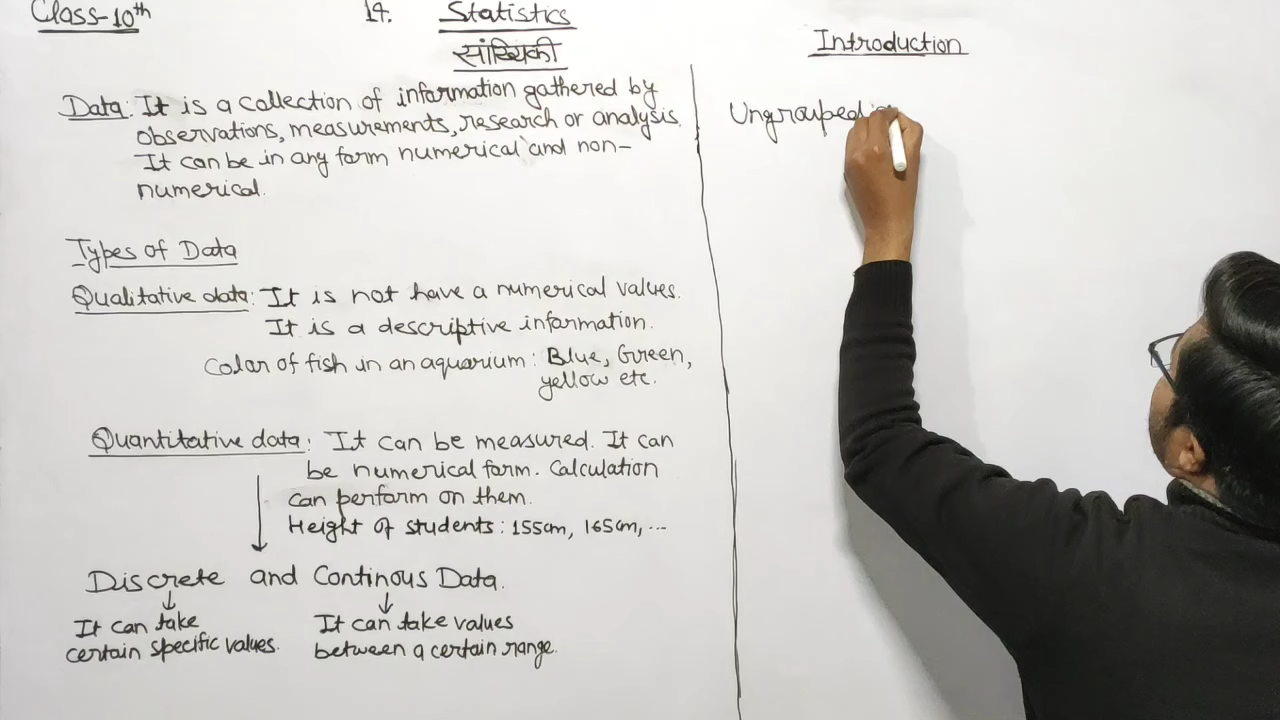 Class-10th
14. Statistics
सांख्यिकी
Data: It is a collection of information gathered by
observations, measurements, research or analysis.
It can be in any form numerical and non-
numerical.
Types of Data
Qualitative data: It is not have a numerical values.
It is a descriptive information.
Color of fish in an aquarium: Blue, Green,
yellow etc.
Quantitative data: It can be measured. It can
be numerical form. Calculation
can perform on them.
Height of students: 155cm, 165cm, ...
Discrete and Continous Data.
It can take
certain specific values.
It can take values
between a certain range.
Introduction
Ungrouped